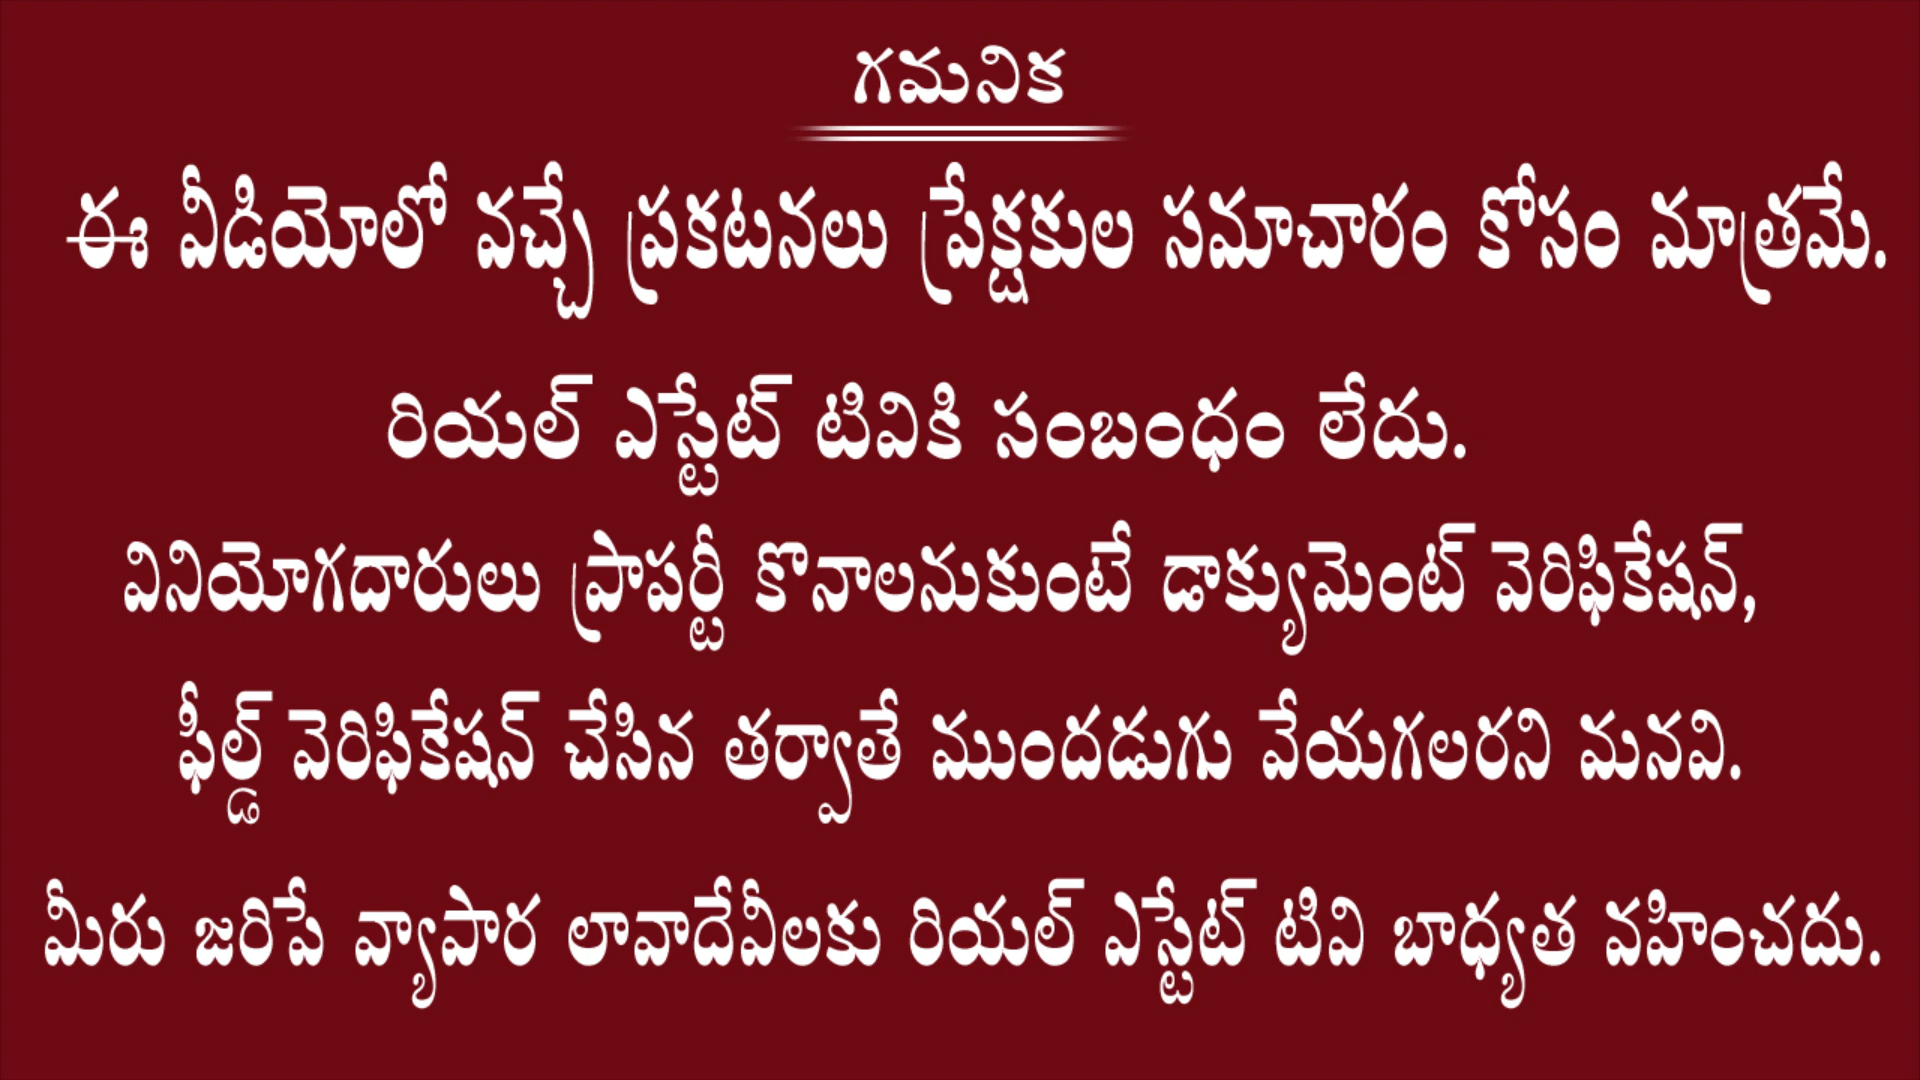 గమనిక
ఈ వీడియోలో వచ్చే ప్రకటనలు ప్రేక్షకుల సమాచారం కోసం మాత్రమే.
రియల్ ఎస్టేట్ టివికి సంబంధం లేదు.
వినియోగదారులు ప్రాపర్టీ కొనాలనుకుంటే డాక్యుమెంట్ వెరిఫికేషన్,
ఫీల్డ్ వెరిఫికేషన్ చేసిన తర్వాతే ముందడుగు వేయగలరని మనవి.
మీరు జరిపే వ్యాపార లావాదేవీలకు రియల్ ఎస్టేట్ టివి బాధ్యత వహించదు.